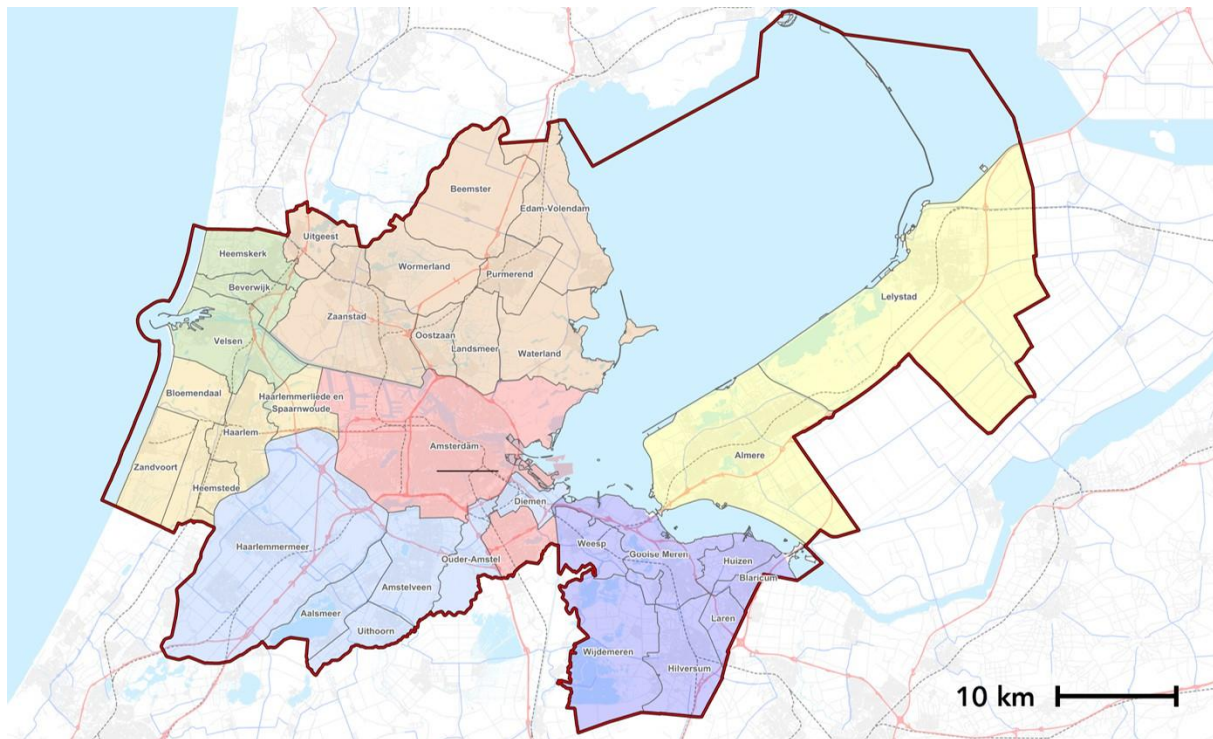 Beemster
Edam-Volendam
Uitgeest
Heemskerk
Wormerland
Purmerend
Beverwijk
Lelystad
Zaanstad
Oostzaan
Velsen
Landsmeer
Waterland
Bloemendaal
Haarlemmerliede en
Spaarnwoude
Haarlem
Amsterdam
Almere
Zandvoort
Heemstede
Diemen
Haarlemmermeer
Weesp
Gooise Meren
Ouder-Amstel
Huizen
Blaricum
Amstelveen
Aalsmeer
Laren
Uithoorn
Wijdemeren
Hilversum
10 km